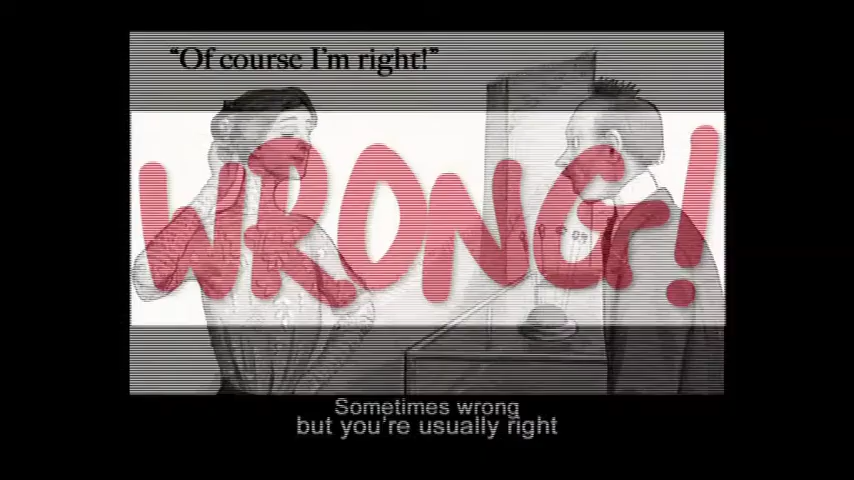 “Of course I’m right!”
WRONG!
Sometimes wrong
but you’re usually right